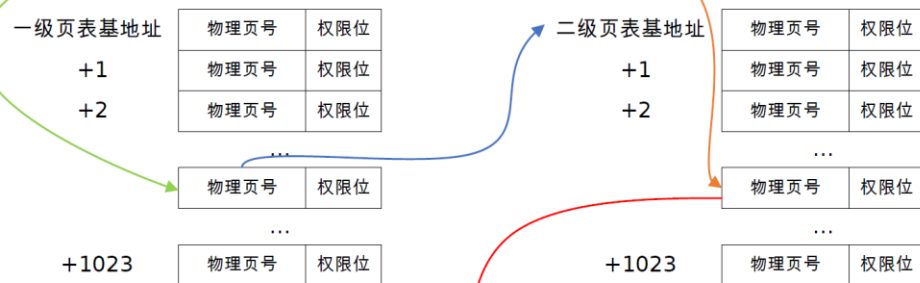 一级页表基地址 物理页号 权限位 二级页表基地址 物理页号 权限位
+1 物理页号 权限位 +1 物理页号 权限位
+2 物理页号 权限位 +2 物理页号 权限位
... ...
物理页号 权限位 物理页号 权限位
... ...
+1023 物理页号 权限位 +1023 物理页号 权限位